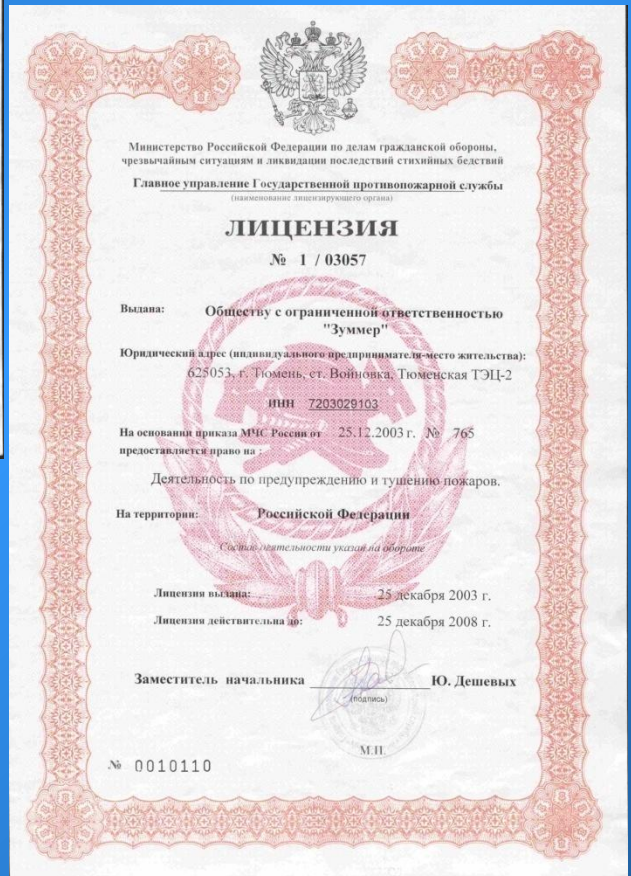 Министерство Российской Федерации по делам гражданской обороны,
чрезвычайным ситуациям и ликвидации последствий стихийных бедствий
Главное управление Государственной противопожарной службы
(наименование лицензирующего органа)
ЛИЦЕНЗИЯ
№ 1 / 03057
Выдана: Обществу с ограниченной ответственностью
"Зуммер"
Юридический адрес (индивидуального предпринимателя-место жительства):
625053, г. Тюмень, ст. Войновка, Тюменская ТЭЦ-2
ИНН 7203029103
На основании приказа МЧС России от 25.12.2003 г. № 765
предоставляется право на :
Деятельность по предупреждению и тушению пожаров.
На территории: Российской Федерации
Состав деятельности указан на обороте
Лицензия выдана: 25 декабря 2003 г.
Лицензия действительна до: 25 декабря 2008 г.
Заместитель начальника Ю. Дешевых
(подпись)
М.П.
№ 0010110